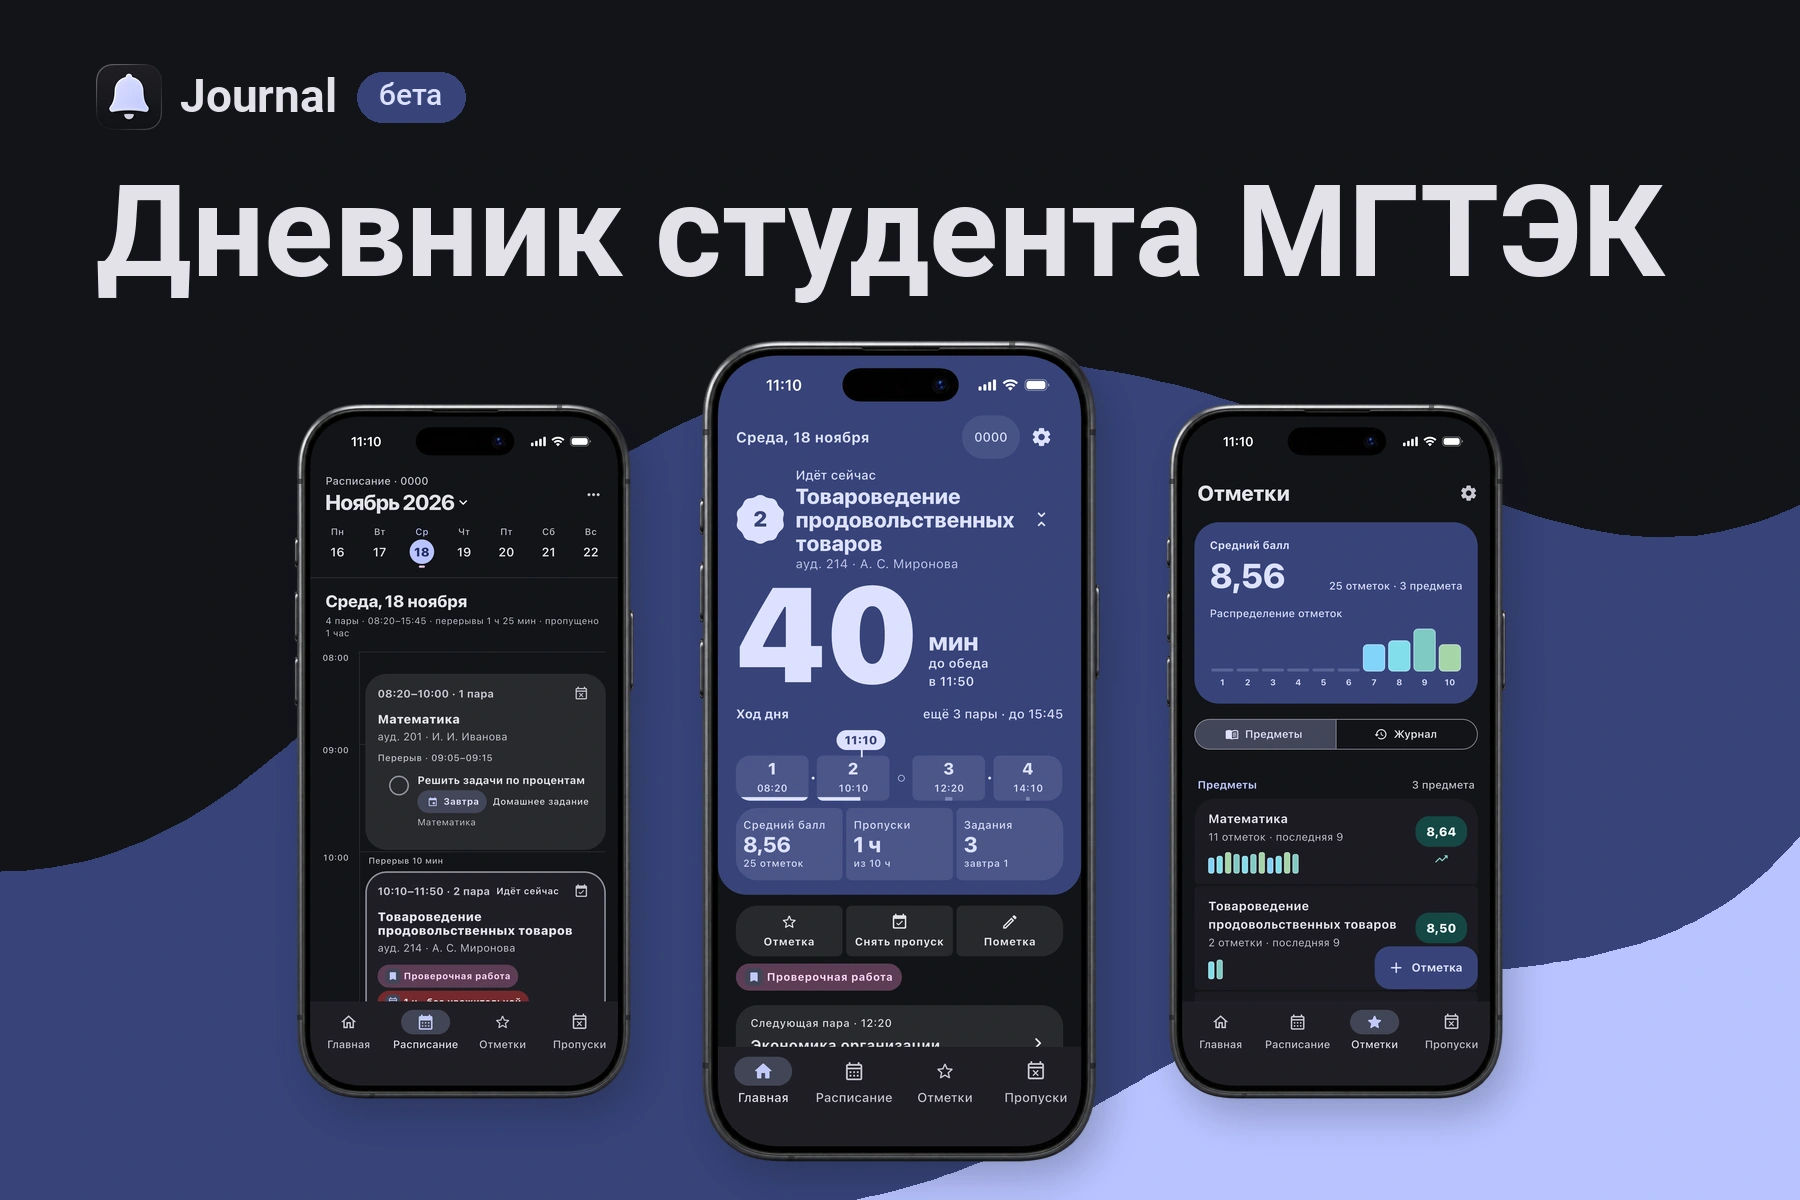 Journal бета
Дневник студента МГТЭК
11:10
Расписание · 0000
Ноябрь 2026
Пн Вт Ср Чт Пт Сб Вс
16 17 18 19 20 21 22
Среда, 18 ноября
4 пары · 08:20–15:45 · перерывы 1 ч 25 мин · пропущено
1 час
08:00
08:20–10:00 · 1 пара
Математика
ауд. 201 · И. И. Иванова
09:00
Перерыв · 09:05–09:15
Решить задачи по процентам
Завтра Домашнее задание
Математика
10:00
Перерыв 10 мин
10:10–11:50 · 2 пара Идёт сейчас
Товароведение
продовольственных товаров
ауд. 214 · А. С. Миронова
Проверочная работа
Главная Расписание Отметки Пропуски
11:10
Среда, 18 ноября 0000
Идёт сейчас
2
Товароведение
продовольственных
товаров
ауд. 214 · А. С. Миронова
40 мин
до обеда
в 11:50
Ход дня ещё 3 пары · до 15:45
11:10
1 2 3 4
08:20 10:10 12:20 14:10
Средний балл Пропуски Задания
8,56 1 ч 3
25 отметок из 10 ч завтра 1
Отметка Снять пропуск Пометка
Проверочная работа
Следующая пара · 12:20
Экономика организации
Главная Расписание Отметки Пропуски
11:10
Отметки
Средний балл
8,56 25 отметок · 3 предмета
Распределение отметок
1 2 3 4 5 6 7 8 9 10
Предметы Журнал
Предметы 3 предмета
Математика
11 отметок · последняя 9
8,64
Товароведение
продовольственных товаров
2 отметки · последняя 9
8,50
+ Отметка
Главная Расписание Отметки Пропуски